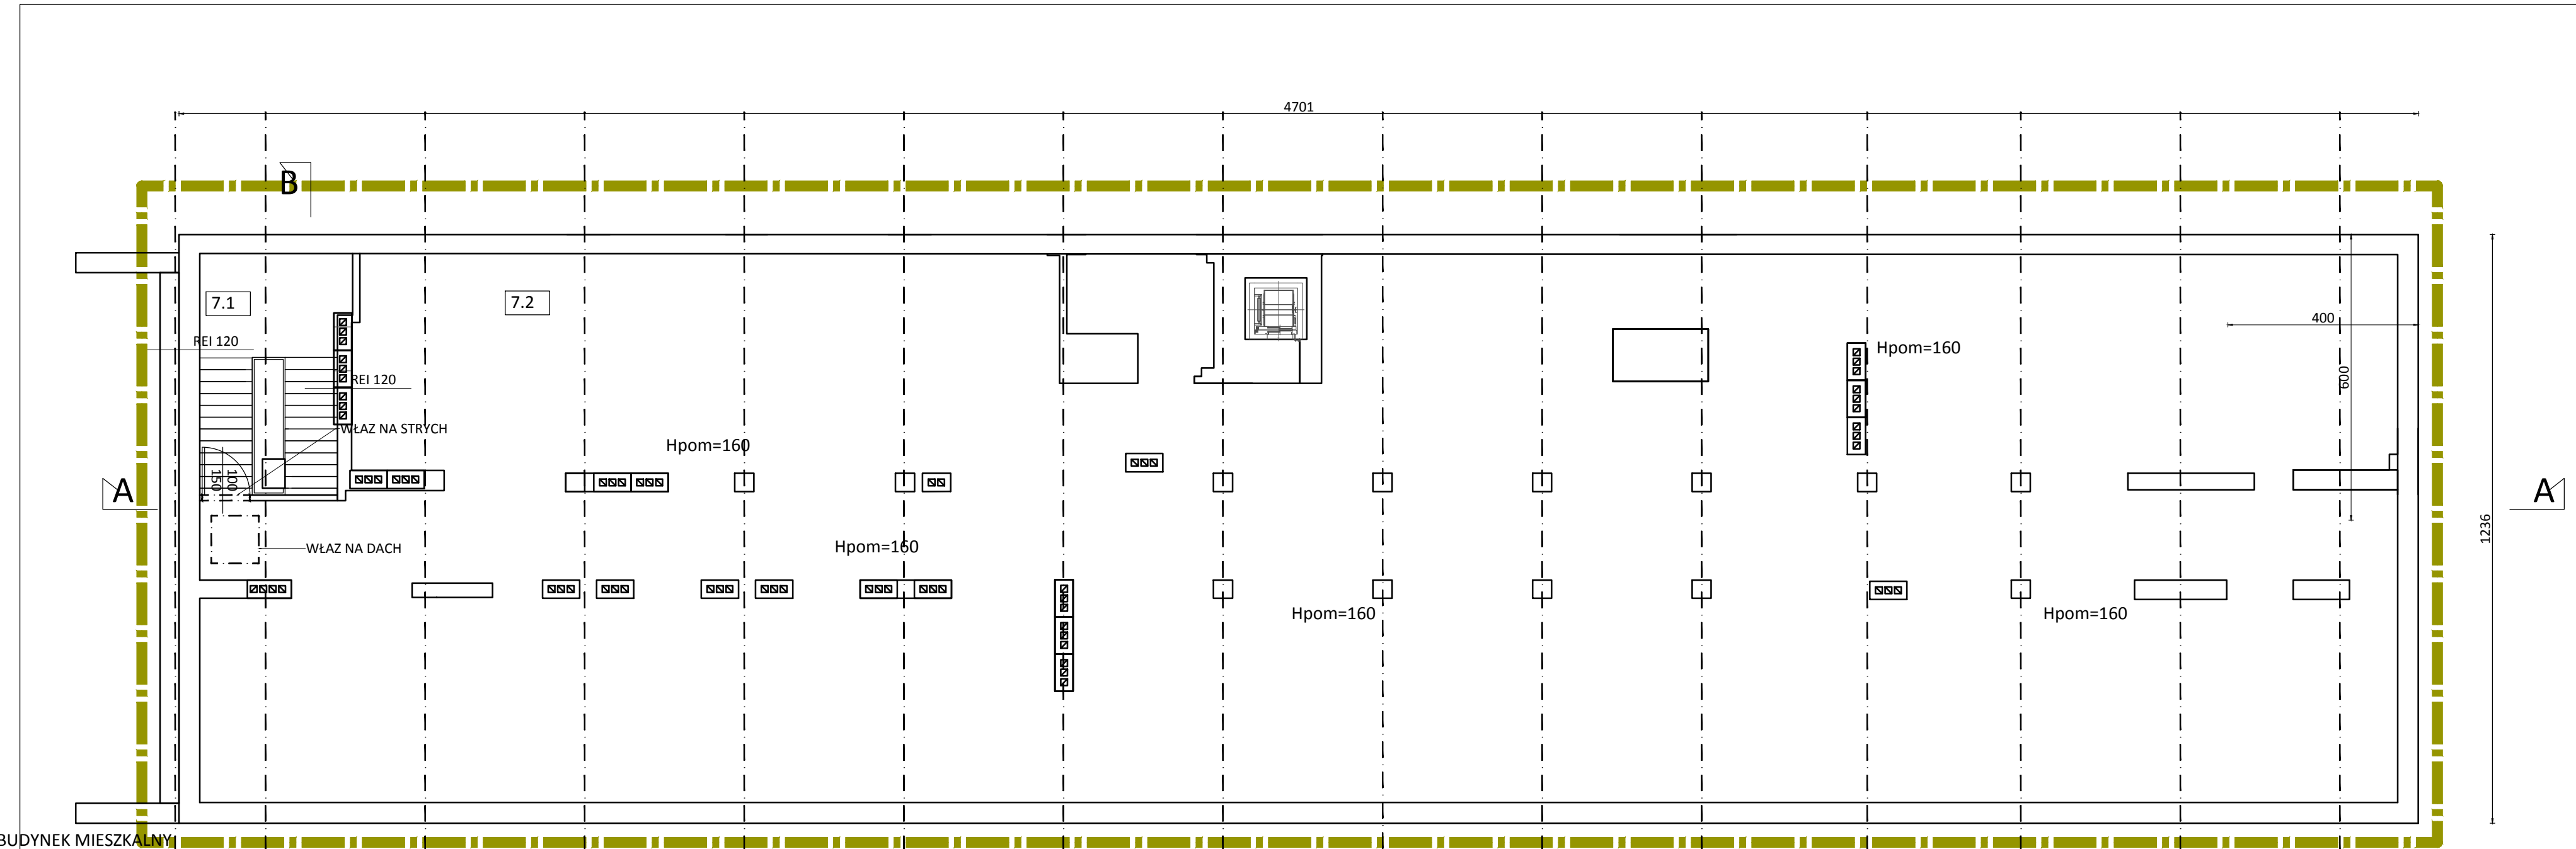 4701
B
7.1
7.2
REI 120
400
Hpom=160
REI 120
600
WŁAZ NA STRYCH
Hpom=160
100
150
A
A
1236
WŁAZ NA DACH
Hpom=160
Hpom=160
Hpom=160
BUDYNEK MIESZKALNY